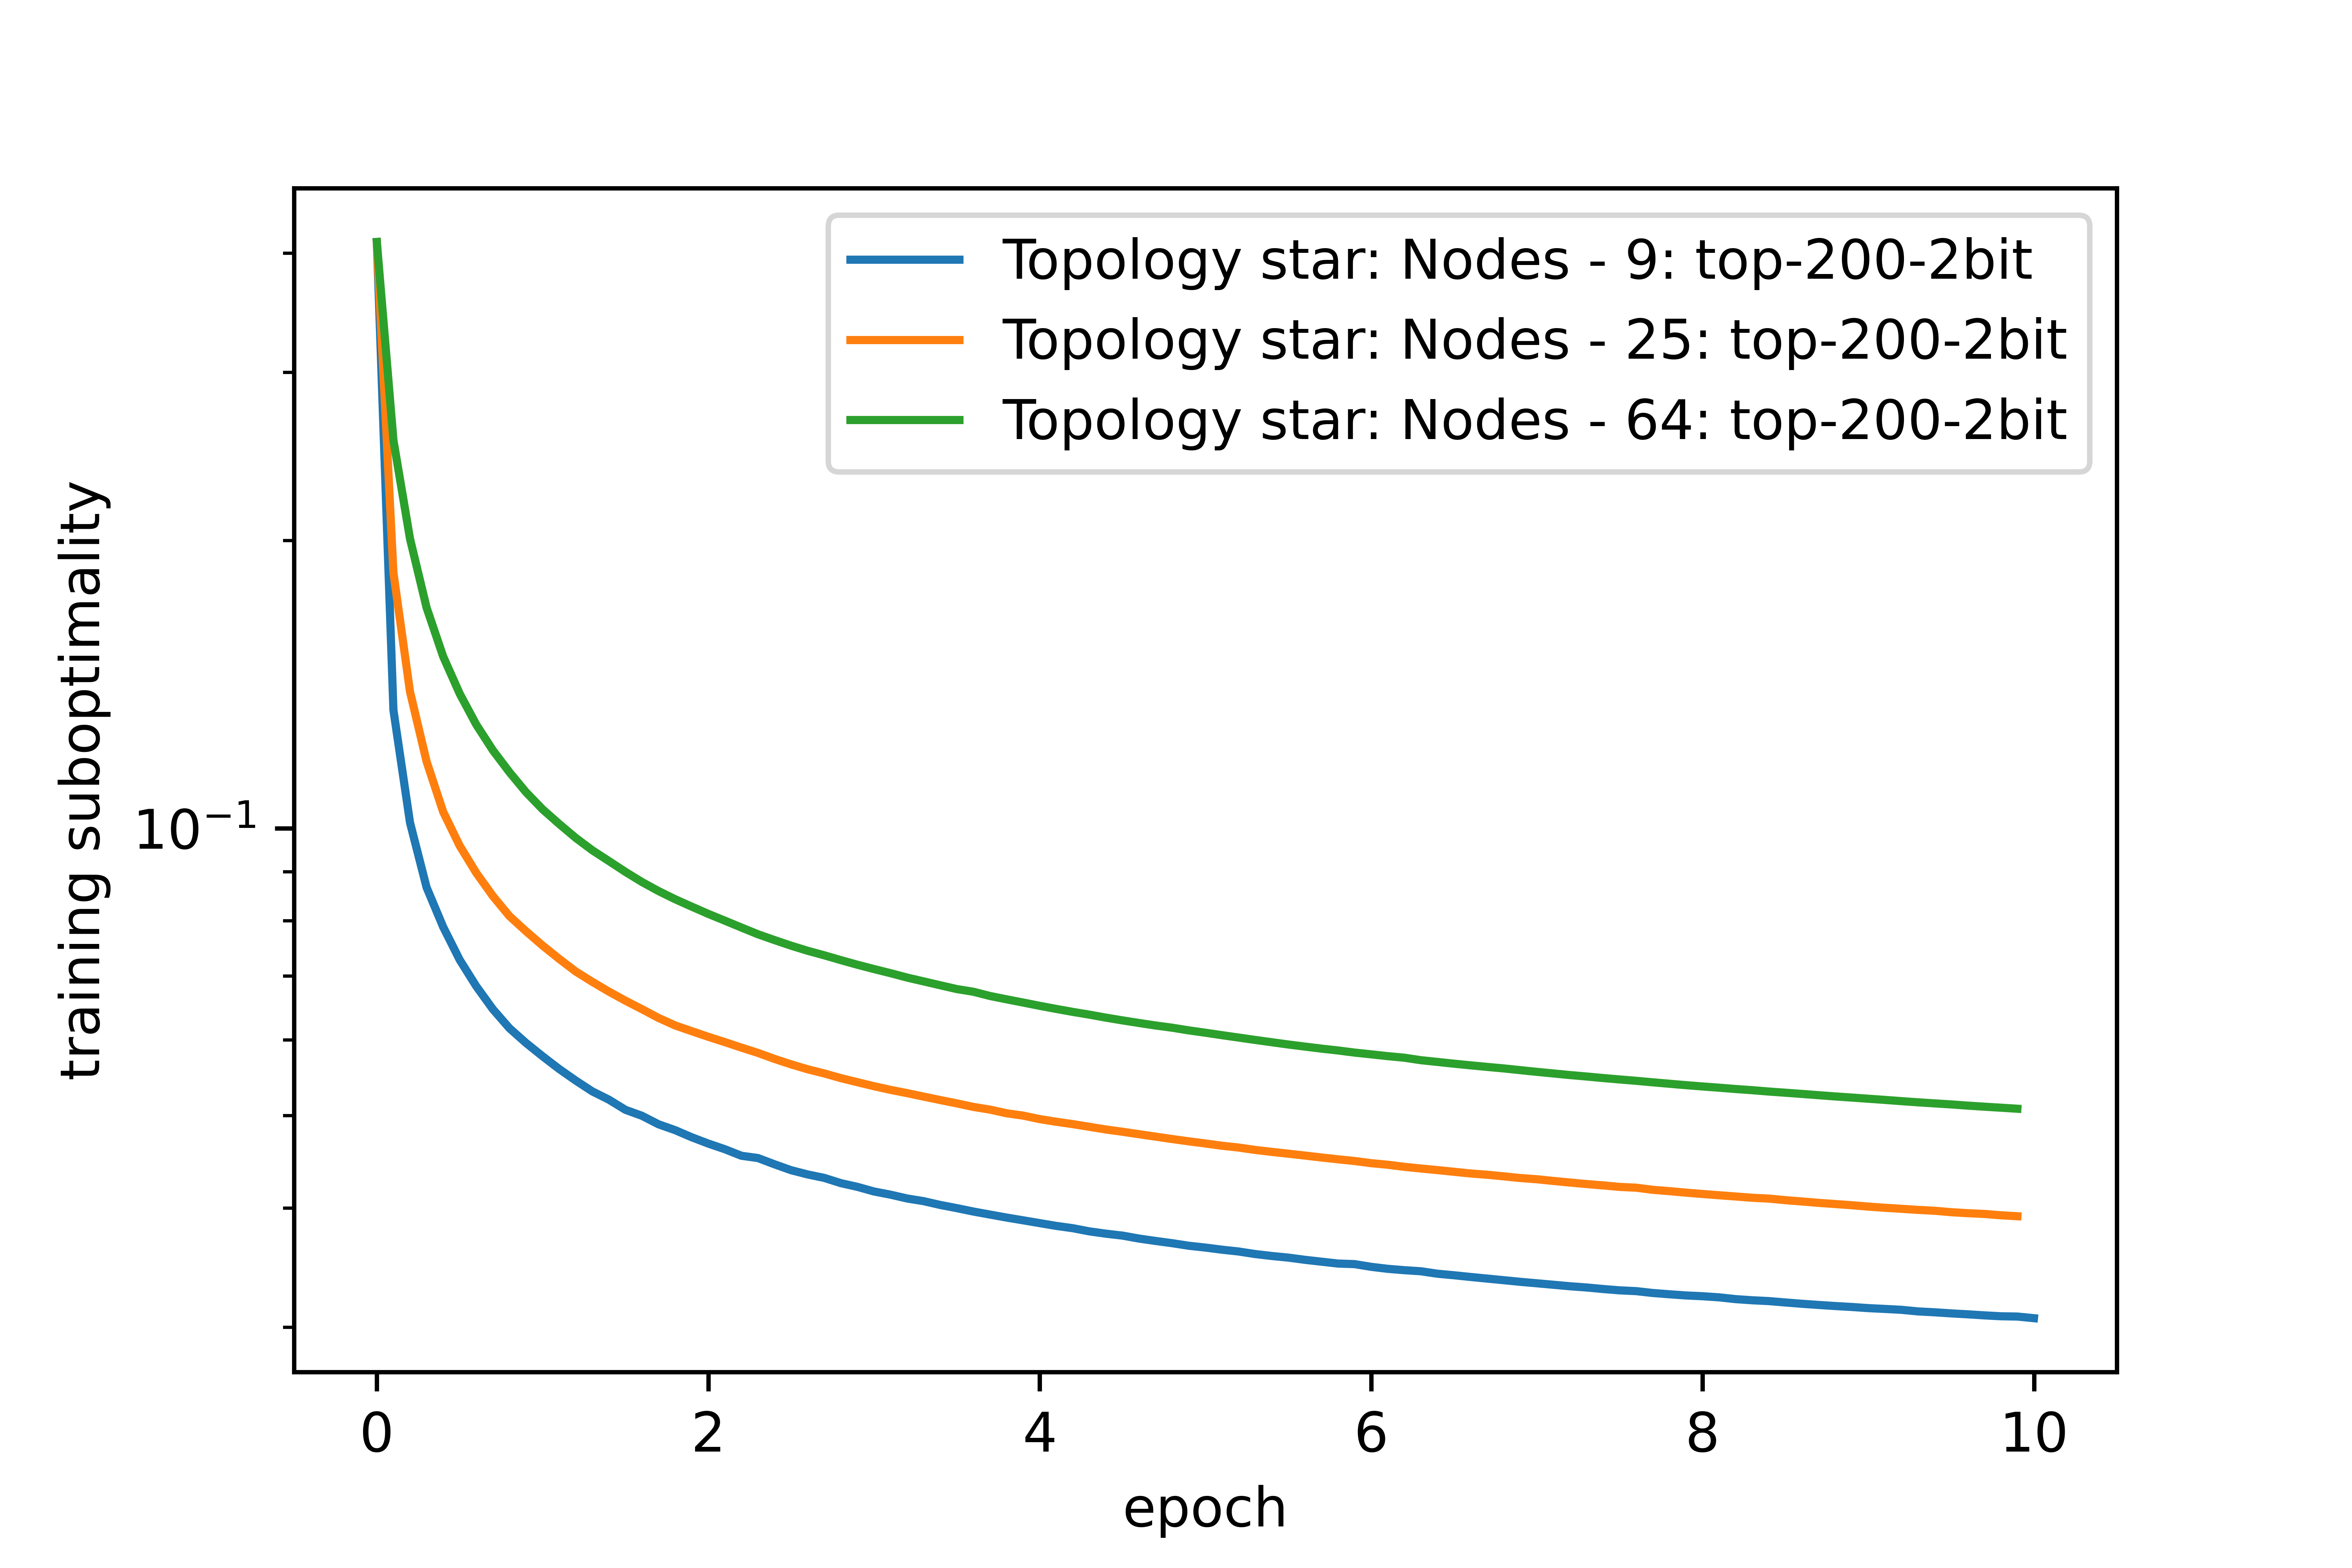 Topology star: Nodes - 9: top-200-2bit
Topology star: Nodes - 25: top-200-2bit
Topology star: Nodes - 64: top-200-2bit
training suboptimality
10⁻¹
0 2 4 6 8 10
epoch